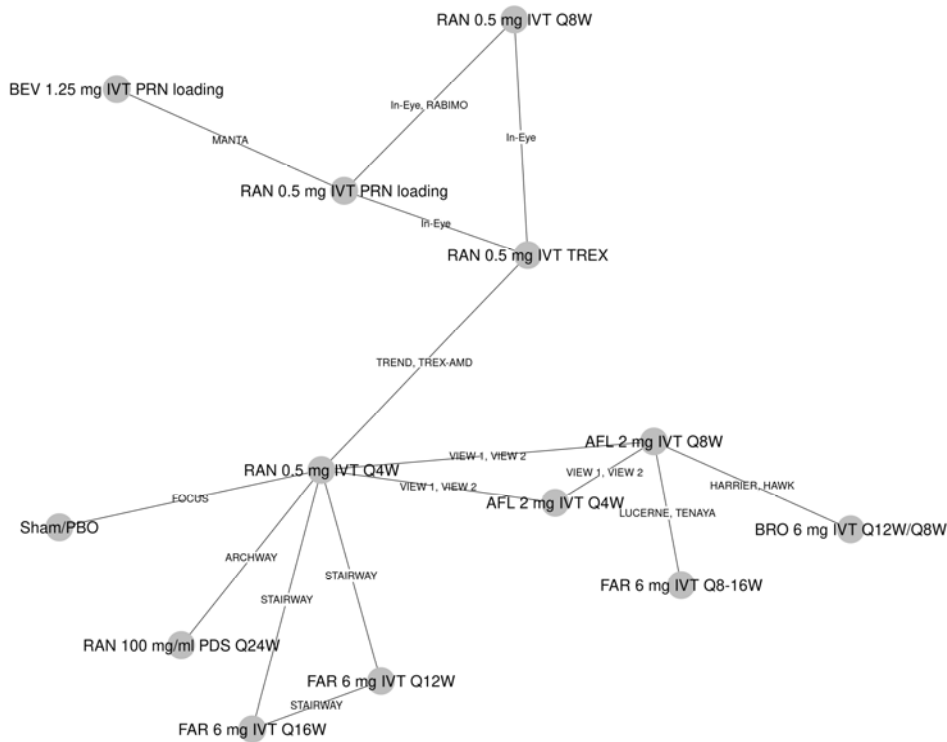 RAN 0.5 mg IVT Q8W
BEV 1.25 mg IVT PRN loading
In-Eye, RABIMO
In-Eye
MANTA
RAN 0.5 mg IVT PRN loading
In-Eye
RAN 0.5 mg IVT TREX
TREND, TREX-AMD
AFL 2 mg IVT Q8W
VIEW 1, VIEW 2
RAN 0.5 mg IVT Q4W
VIEW 1, VIEW 2
VIEW 1, VIEW 2
HARRIER, HAWK
FOCUS
AFL 2 mg IVT Q4W
LUCERNE, TENAYA
Sham/PBO
BRO 6 mg IVT Q12W/Q8W
ARCHWAY
STAIRWAY
FAR 6 mg IVT Q8-16W
STAIRWAY
RAN 100 mg/ml PDS Q24W
FAR 6 mg IVT Q12W
STAIRWAY
FAR 6 mg IVT Q16W